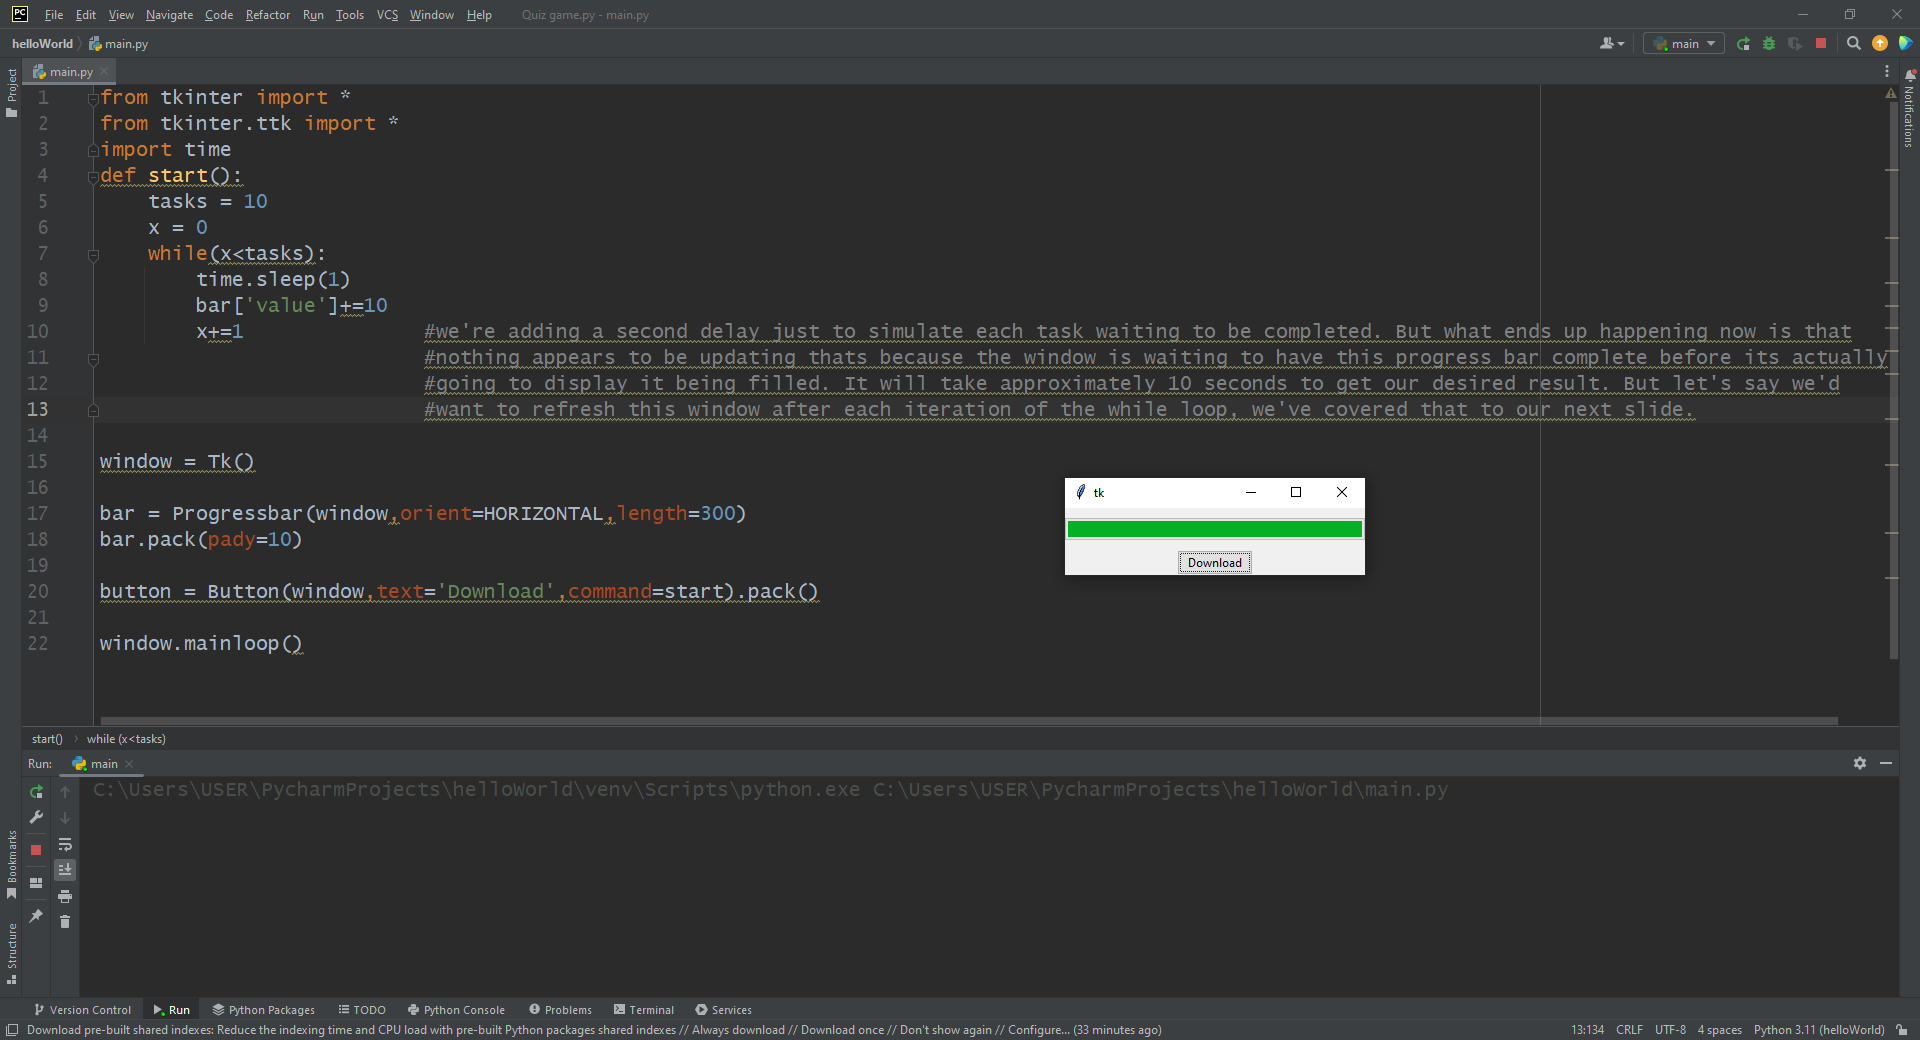 PC File Edit View Navigate Code Refactor Run Tools VCS Window Help Quiz game.py - main.py
helloWorld main.py main
Project
main.py
Notifications
1 from tkinter import *
2 from tkinter.ttk import *
3 import time
4 def start():
5 tasks = 10
6 x = 0
7 while(x<tasks):
8 time.sleep(1)
9 bar['value']+=10
10 x+=1 #we're adding a second delay just to simulate each task waiting to be completed. But what ends up happening now is that
11 #nothing appears to be updating thats because the window is waiting to have this progress bar complete before its actually
12 #going to display it being filled. It will take approximately 10 seconds to get our desired result. But let's say we'd
13 #want to refresh this window after each iteration of the while loop, we've covered that to our next slide.
14
15 window = Tk()
16
17 bar = Progressbar(window,orient=HORIZONTAL,length=300)
18 bar.pack(pady=10)
19
20 button = Button(window,text='Download',command=start).pack()
21
22 window.mainloop()
tk
Download
start() while (x<tasks)
Run: main
C:\Users\USER\PycharmProjects\helloWorld\venv\Scripts\python.exe C:\Users\USER\PycharmProjects\helloWorld\main.py
Bookmarks
Structure
Version Control Run Python Packages TODO Python Console Problems Terminal Services
Download pre-built shared indexes: Reduce the indexing time and CPU load with pre-built Python packages shared indexes // Always download // Download once // Don't show again // Configure... (33 minutes ago) 13:134 CRLF UTF-8 4 spaces Python 3.11 (helloWorld)